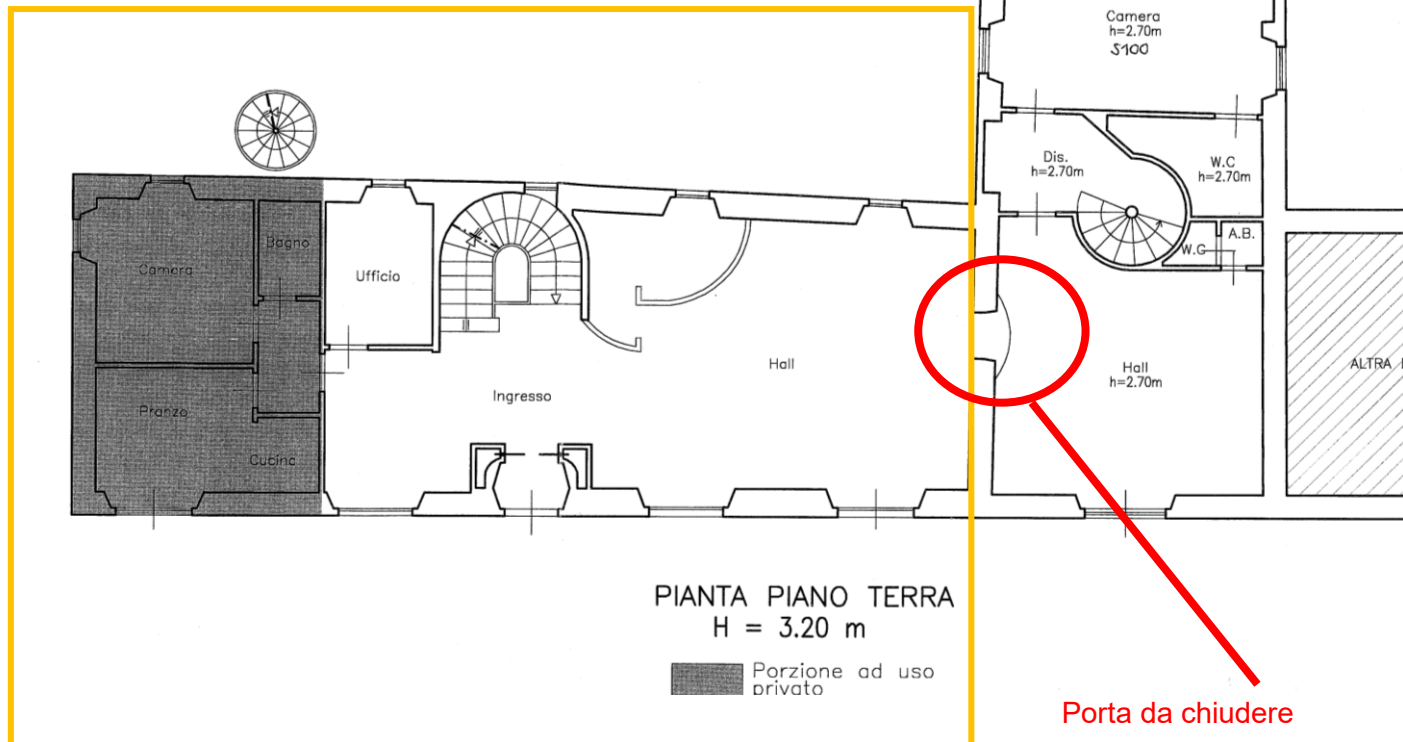 Camera
h=2.70m
S100
Dis.
h=2.70m
W.C
h=2.70m
A.B.
W.C
Bagno
Camera
Ufficio
Hall
Hall
h=2.70m
ALTRA
Ingresso
Pranzo
Cucina
PIANTA PIANO TERRA
H = 3.20 m
Porzione ad uso
privato
Porta da chiudere